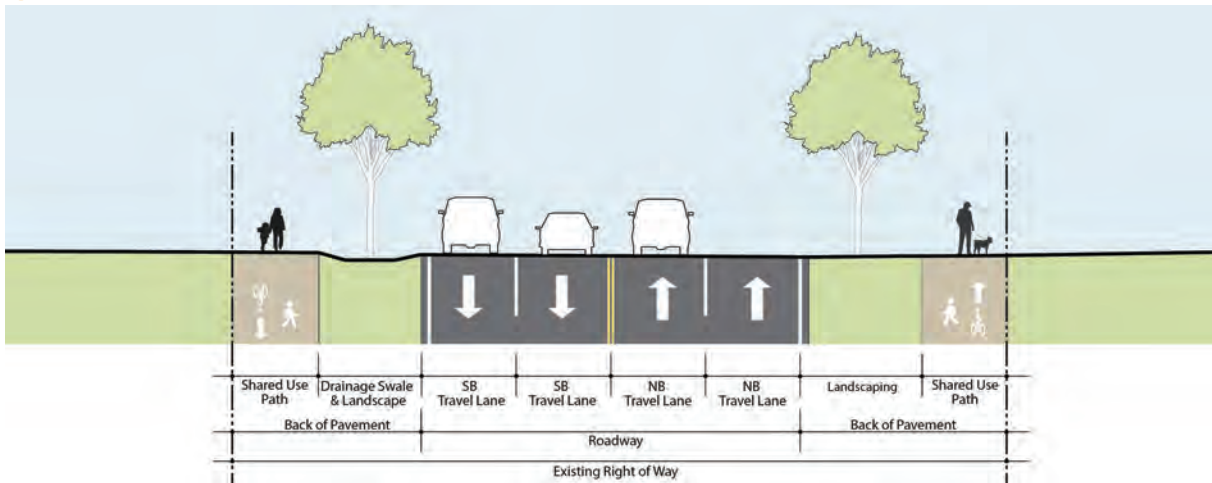 Shared Use
Path
Drainage Swale
& Landscape
SB
Travel Lane
SB
Travel Lane
NB
Travel Lane
NB
Travel Lane
Landscaping
Shared Use
Path
Back of Pavement
Roadway
Back of Pavement
Existing Right of Way